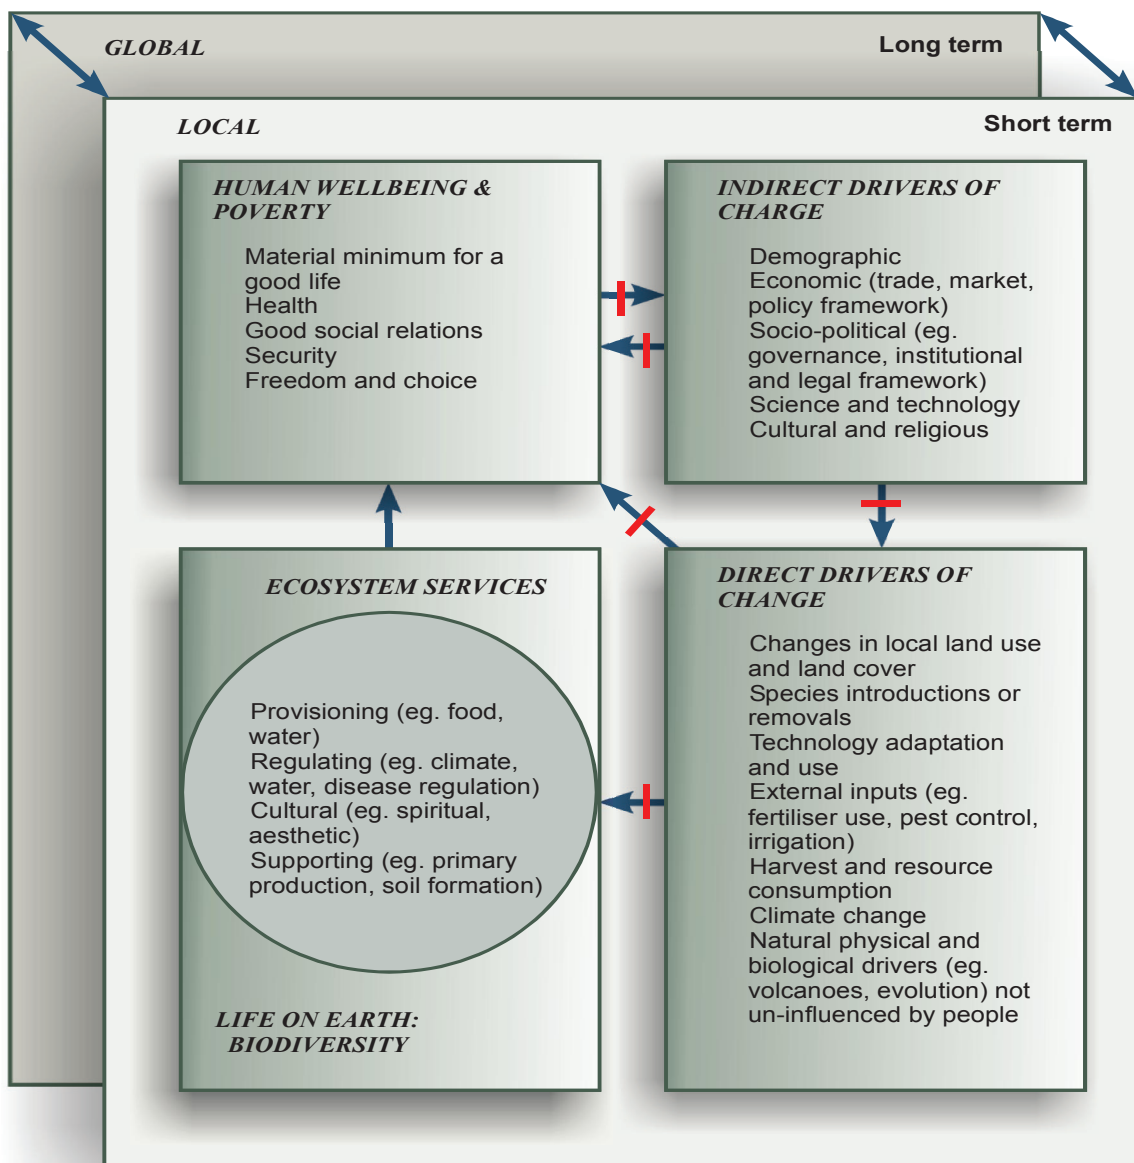 GLOBAL
Long term
LOCAL
Short term
HUMAN WELLBEING &
POVERTY
Material minimum for a
good life
Health
Good social relations
Security
Freedom and choice
INDIRECT DRIVERS OF
CHARGE
Demographic
Economic (trade, market,
policy framework)
Socio-political (eg.
governance, institutional
and legal framework)
Science and technology
Cultural and religious
ECOSYSTEM SERVICES
Provisioning (eg. food,
water)
Regulating (eg. climate,
water, disease regulation)
Cultural (eg. spiritual,
aesthetic)
Supporting (eg. primary
production, soil formation)
LIFE ON EARTH:
BIODIVERSITY
DIRECT DRIVERS OF
CHANGE
Changes in local land use
and land cover
Species introductions or
removals
Technology adaptation
and use
External inputs (eg.
fertiliser use, pest control,
irrigation)
Harvest and resource
consumption
Climate change
Natural physical and
biological drivers (eg.
volcanoes, evolution) not
un-influenced by people